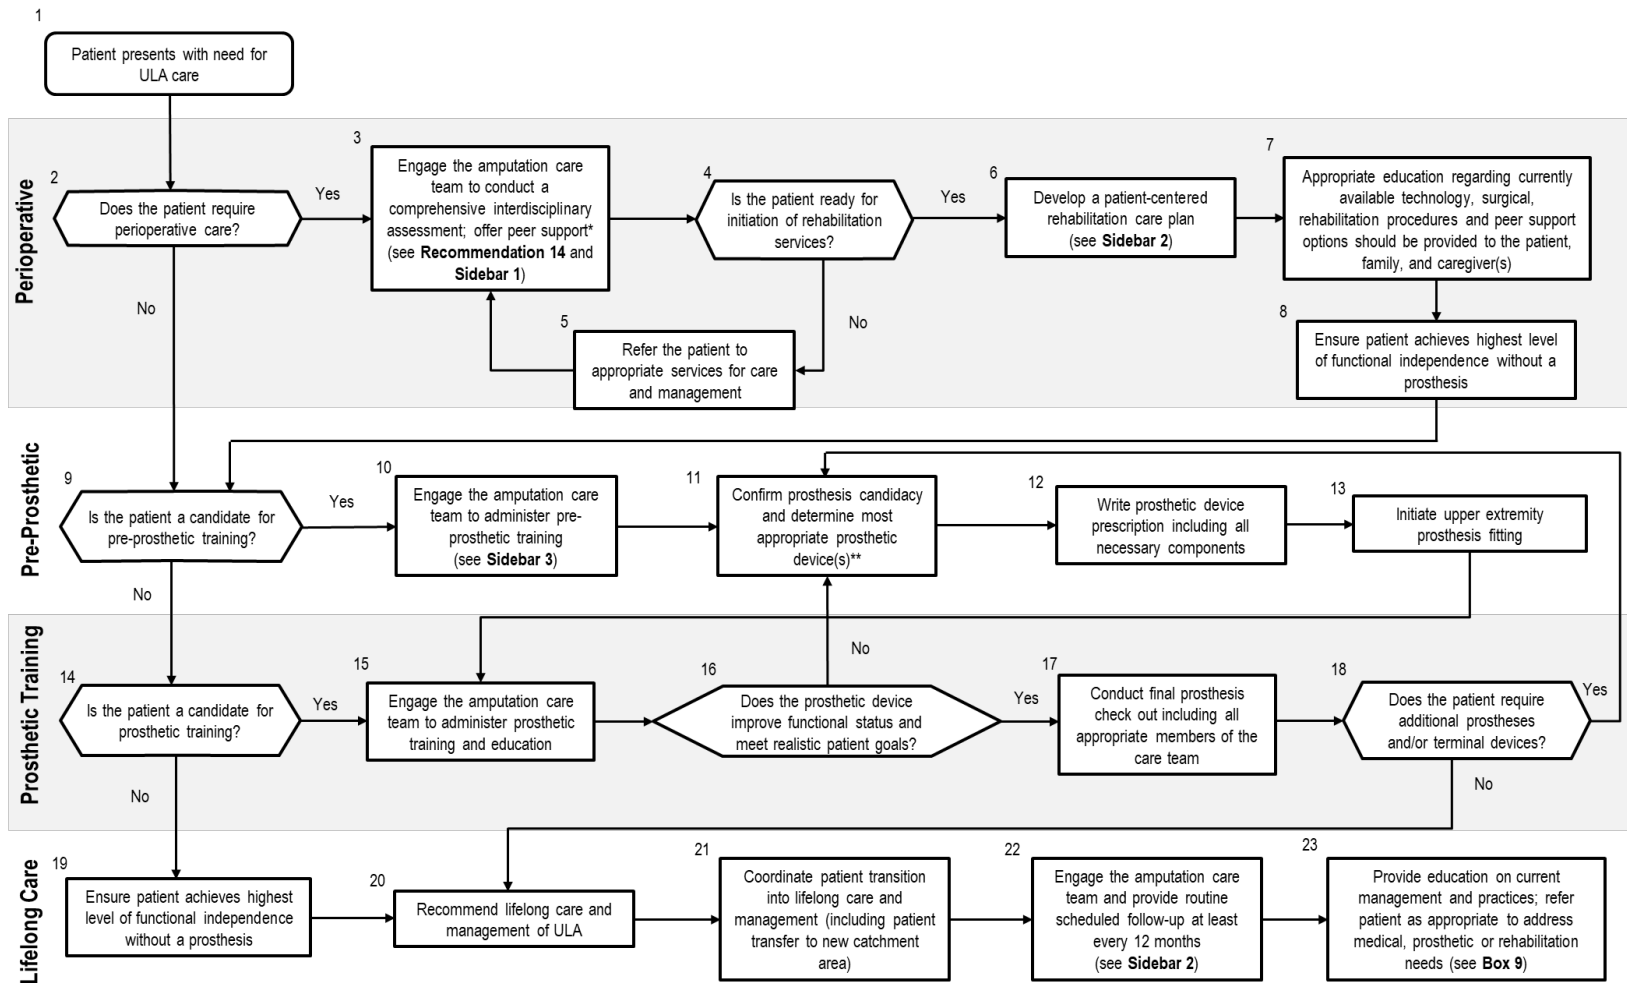 1
Patient presents with need for
ULA care
Perioperative
2
Does the patient require
perioperative care?
Yes
No
3
Engage the amputation care
team to conduct a
comprehensive interdisciplinary
assessment; offer peer support*
(see Recommendation 14 and
Sidebar 1)
4
Is the patient ready for
initiation of rehabilitation
services?
Yes
No
5
Refer the patient to
appropriate services for care
and management
6
Develop a patient-centered
rehabilitation care plan
(see Sidebar 2)
7
Appropriate education regarding currently
available technology, surgical,
rehabilitation procedures and peer support
options should be provided to the patient,
family, and caregiver(s)
8
Ensure patient achieves highest level
of functional independence without a
prosthesis
Pre-Prosthetic
9
Is the patient a candidate for
pre-prosthetic training?
Yes
No
10
Engage the amputation care
team to administer pre-
prosthetic training
(see Sidebar 3)
11
Confirm prosthesis candidacy
and determine most
appropriate prosthetic
device(s)**
12
Write prosthetic device
prescription including all
necessary components
13
Initiate upper extremity
prosthesis fitting
Prosthetic Training
14
Is the patient a candidate for
prosthetic training?
Yes
No
15
Engage the amputation care
team to administer prosthetic
training and education
16
Does the prosthetic device
improve functional status and
meet realistic patient goals?
No
Yes
17
Conduct final prosthesis
check out including all
appropriate members of the
care team
18
Does the patient require
additional prostheses
and/or terminal devices?
Yes
No
Lifelong Care
19
Ensure patient achieves highest
level of functional independence
without a prosthesis
20
Recommend lifelong care and
management of ULA
21
Coordinate patient transition
into lifelong care and
management (including patient
transfer to new catchment
area)
22
Engage the amputation care
team and provide routine
scheduled follow-up at least
every 12 months
(see Sidebar 2)
23
Provide education on current
management and practices; refer
patient as appropriate to address
medical, prosthetic or rehabilitation
needs (see Box 9)